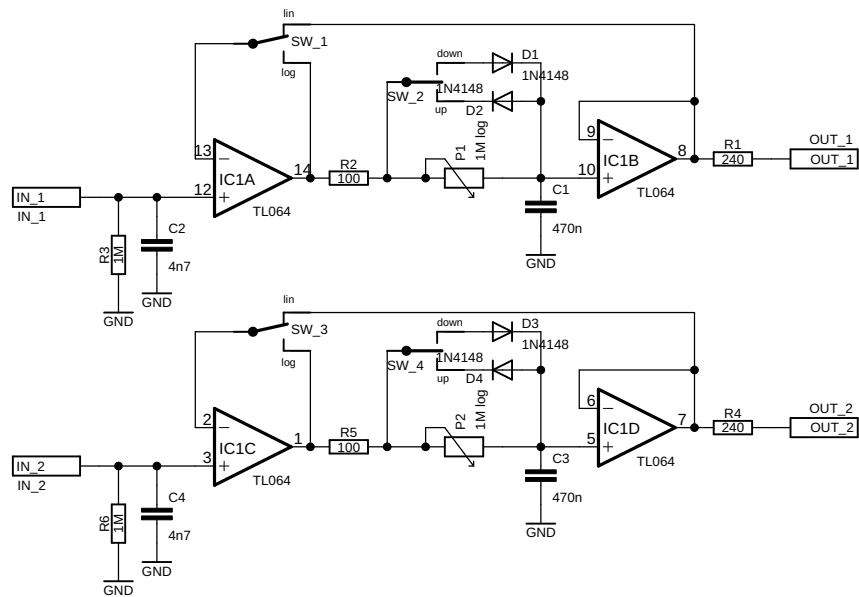 lin
SW_1
log
down
D1
1N4148
1N4148
SW_2
up
D2
13
14
IC1A
12
TL064
R2
100
P1
1M log
9
8
10
IC1B
TL064
R1
240
OUT_1
OUT_1
IN_1
IN_1
R3
1M
C2
4n7
GND
GND
C1
470n
GND
lin
SW_3
log
down
D3
1N4148
1N4148
SW_4
up
D4
2
1
IC1C
3
TL064
R5
100
P2
1M log
6
7
5
IC1D
TL064
R4
240
OUT_2
OUT_2
IN_2
IN_2
R6
1M
C4
4n7
GND
GND
C3
470n
GND